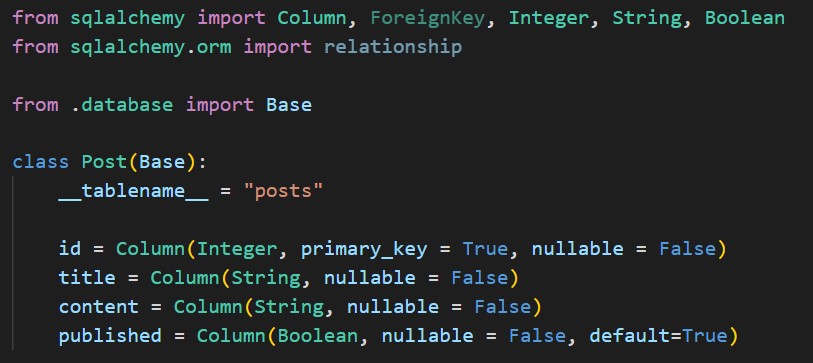 from sqlalchemy import Column, ForeignKey, Integer, String, Boolean
from sqlalchemy.orm import relationship
from .database import Base
class Post(Base):
    __tablename__ = "posts"
    id = Column(Integer, primary_key = True, nullable = False)
    title = Column(String, nullable = False)
    content = Column(String, nullable = False)
    published = Column(Boolean, nullable = False, default=True)